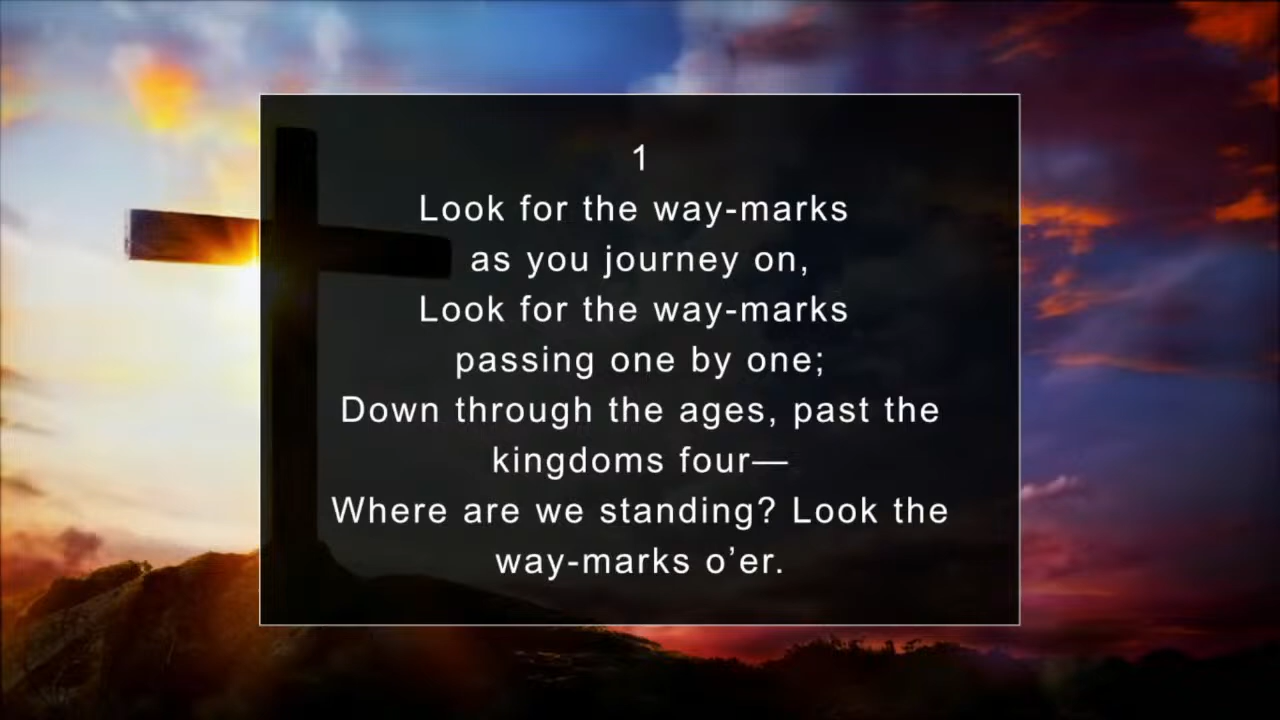 1
Look for the way-marks
as you journey on,
Look for the way-marks
passing one by one;
Down through the ages, past the
kingdoms four—
Where are we standing? Look the
way-marks o’er.